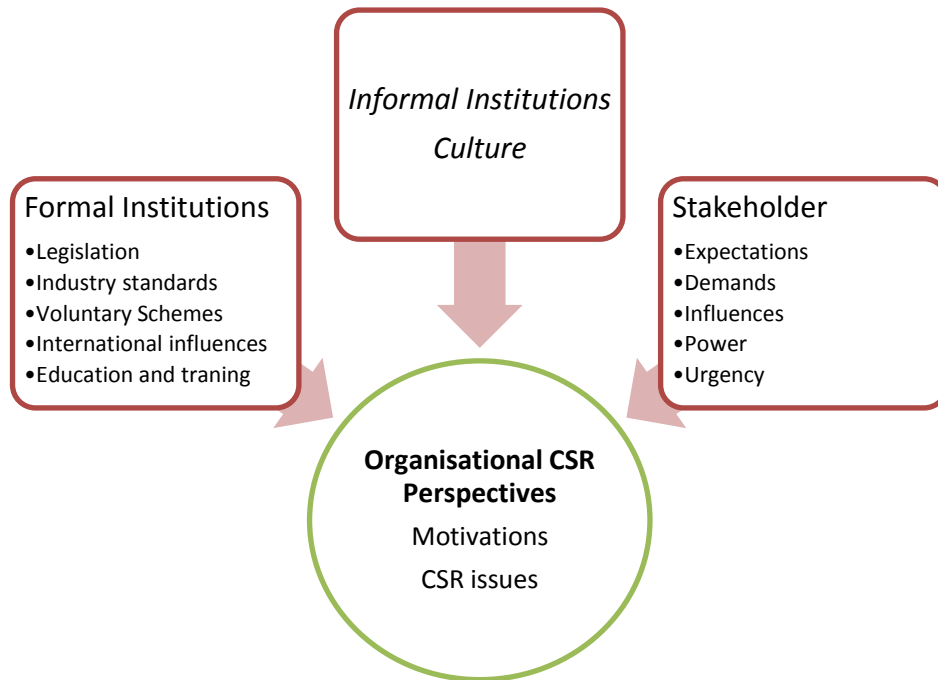 Informal Institutions
Culture
Formal Institutions
•Legislation
•Industry standards
•Voluntary Schemes
•International influences
•Education and traning
Stakeholder
•Expectations
•Demands
•Influences
•Power
•Urgency
Organisational CSR
Perspectives
Motivations
CSR issues